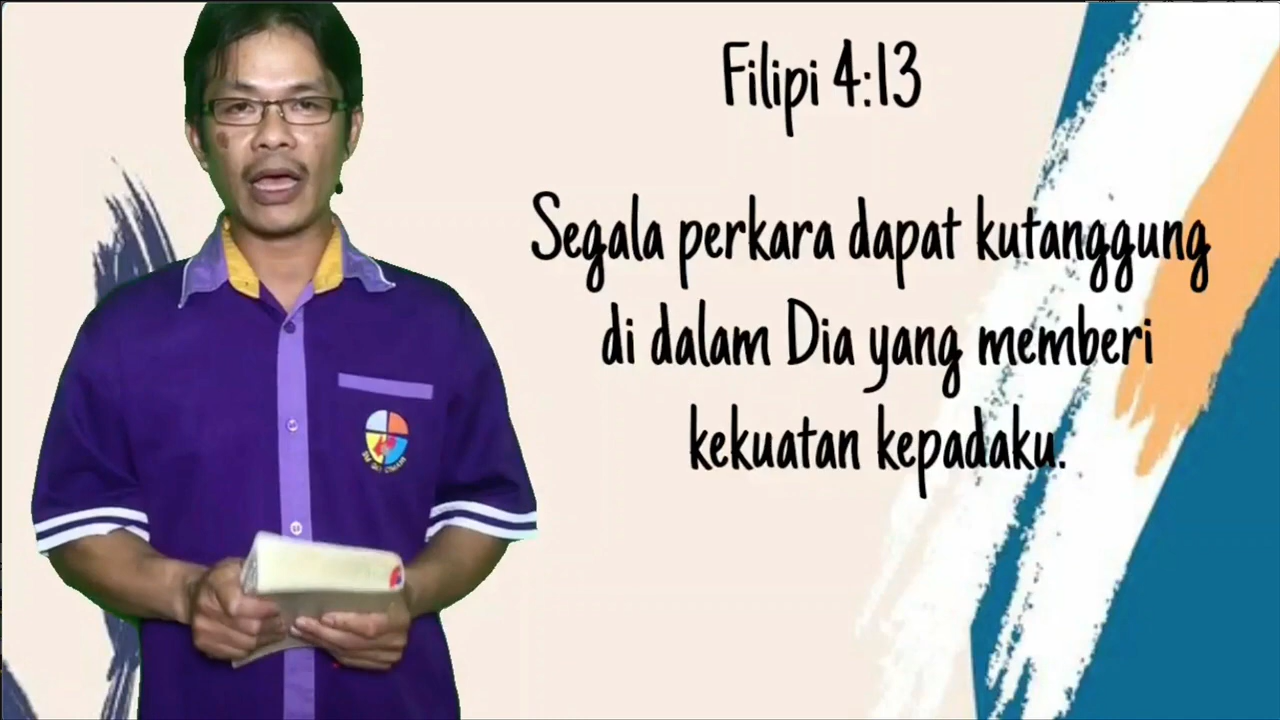 Filipi 4:13
Segala perkara dapat kutanggung
di dalam Dia yang memberi
kekuatan kepadaku.